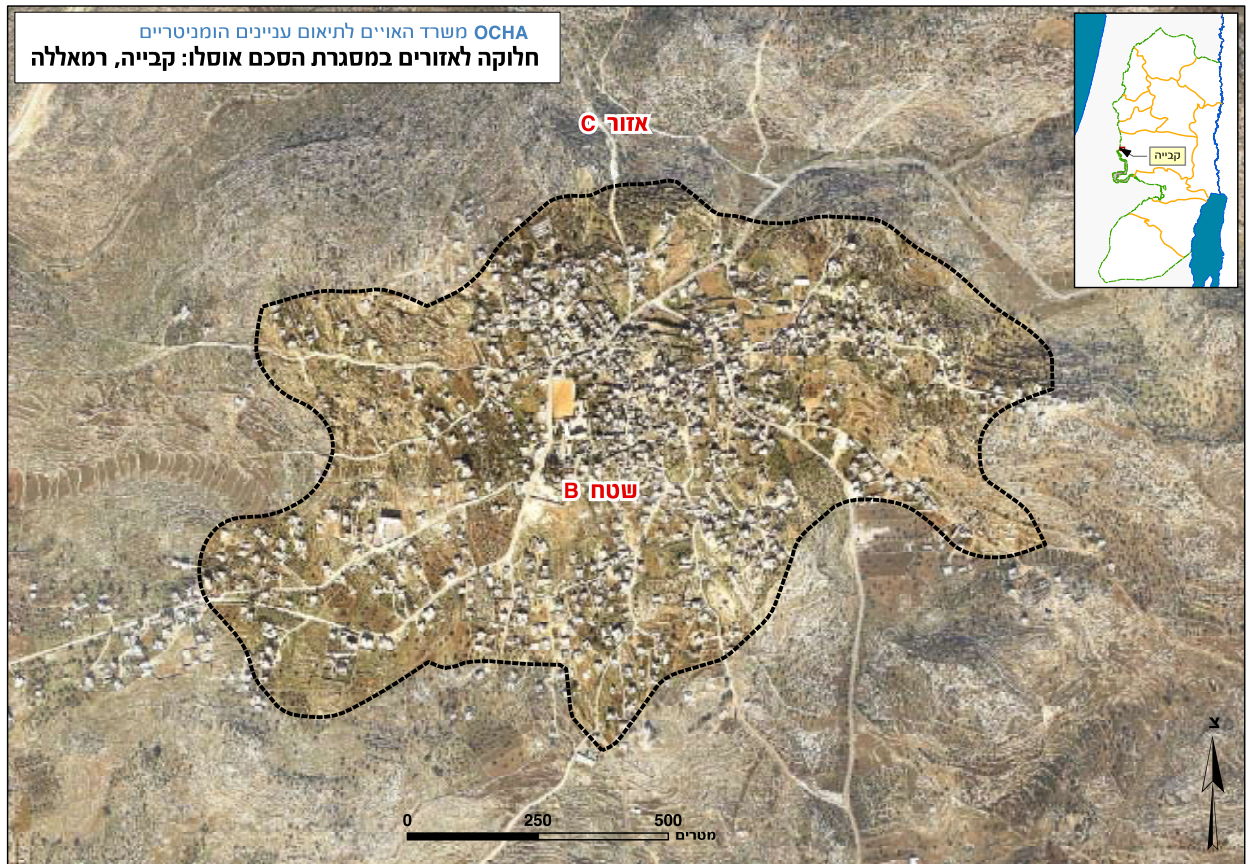 OCHA משרד האו״ם לתיאום עניינים הומניטריים
חלוקה לאזורים במסגרת הסכם אוסלו: קבייה, רמאללה
קבייה
אזור C
שטח B
צ
0 250 500
מטרים